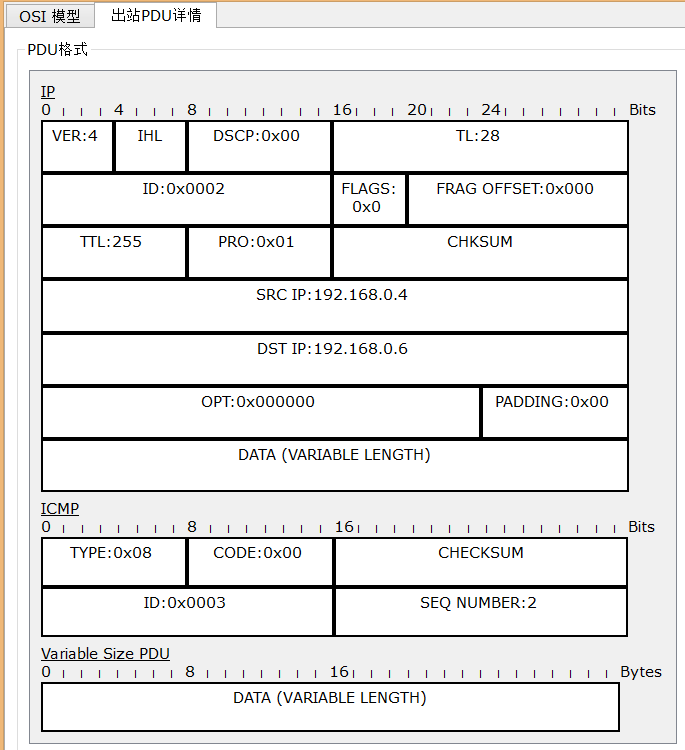 OSI 模型 出站PDU详情
PDU格式
IP
0 4 8 16 20 24 Bits
VER:4 IHL DSCP:0x00 TL:28
ID:0x0002 FLAGS: 0x0 FRAG OFFSET:0x000
TTL:255 PRO:0x01 CHKSUM
SRC IP:192.168.0.4
DST IP:192.168.0.6
OPT:0x000000 PADDING:0x00
DATA (VARIABLE LENGTH)
ICMP
0 8 16 Bits
TYPE:0x08 CODE:0x00 CHECKSUM
ID:0x0003 SEQ NUMBER:2
Variable Size PDU
0 8 16 Bytes
DATA (VARIABLE LENGTH)